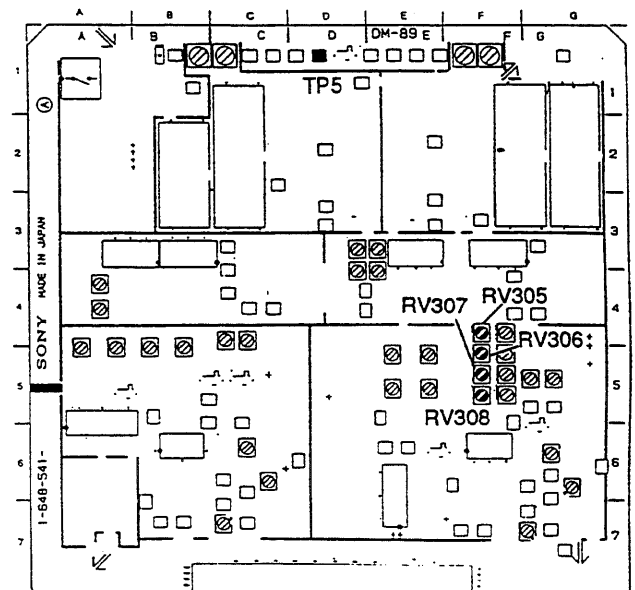 A B C D E F G
A B C D DM-89 E F G
1 TP5 1
2 2
3 3
4 RV307 RV305 4
RV306
5 RV308 5
6 6
7 7
A
SONY MADE IN JAPAN
1-648-541-